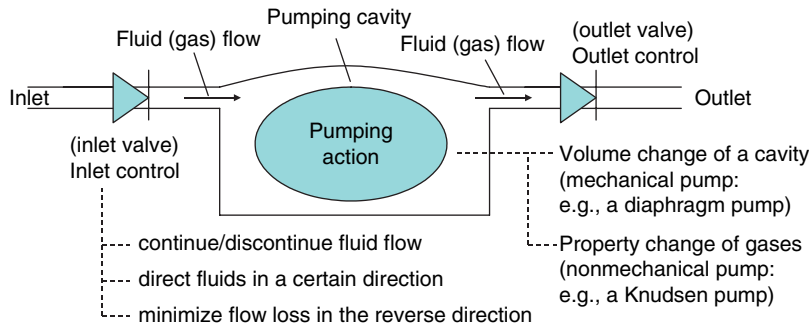 Pumping cavity
Fluid (gas) flow
Fluid (gas) flow
(outlet valve)
Outlet control
Inlet
Outlet
(inlet valve)
Inlet control
Pumping
action
Volume change of a cavity
(mechanical pump:
e.g., a diaphragm pump)
Property change of gases
(nonmechanical pump:
e.g., a Knudsen pump)
continue/discontinue fluid flow
direct fluids in a certain direction
minimize flow loss in the reverse direction